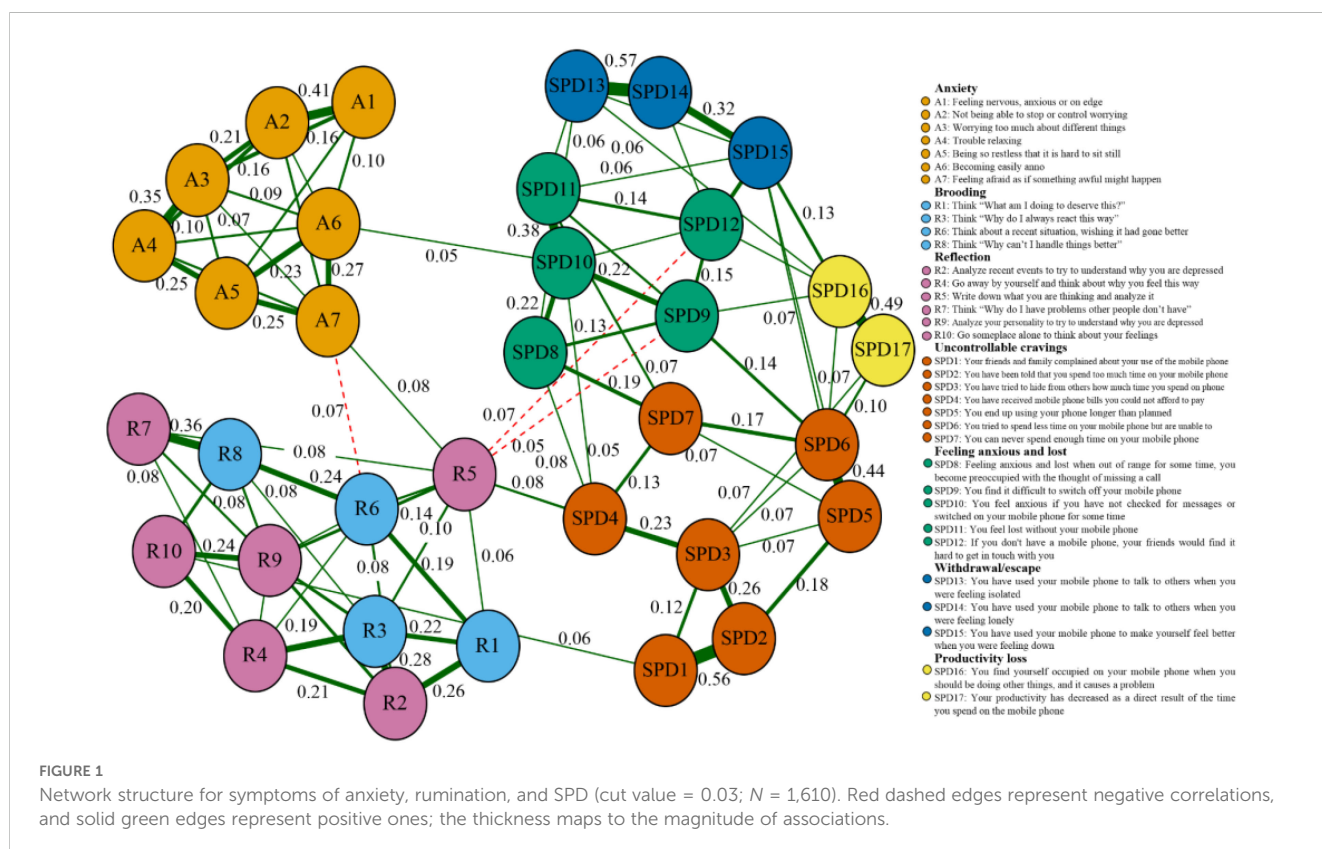 0.41
A1
A2
0.21
0.16
0.10
A3
0.16
0.35
0.09
A4
0.10
0.07
A6
0.25
0.23
0.27
A5
0.25
A7
0.05
0.08
0.07
SPD13
0.57
SPD14
0.32
SPD15
0.06
0.06
0.06
SPD11
0.14
SPD12
0.13
0.38
SPD10
0.22
0.15
SPD16
0.49
0.22
SPD9
0.07
SPD17
SPD8
0.13
0.07
0.14
0.07
0.19
SPD7
0.17
0.10
SPD6
0.07
0.05
0.08
0.05
0.07
0.44
R7
0.36
R8
0.08
R5
0.08
0.24
0.08
0.08
0.08
R6
0.14
0.10
0.13
0.07
SPD5
SPD4
0.23
0.07
SPD3
0.07
R10
0.24
R9
0.08
0.19
0.06
0.26
0.18
0.20
0.12
0.19
R3
0.22
R1
0.06
SPD2
R4
0.28
SPD1
0.56
0.21
0.26
R2
Anxiety
A1: Feeling nervous, anxious or on edge
A2: Not being able to stop or control worrying
A3: Worrying too much about different things
A4: Trouble relaxing
A5: Being so restless that it is hard to sit still
A6: Becoming easily anno
A7: Feeling afraid as if something awful might happen
Brooding
R1: Think “What am I doing to deserve this?”
R3: Think “Why do I always react this way”
R6: Think about a recent situation, wishing it had gone better
R8: Think “Why can’t I handle things better”
Reflection
R2: Analyze recent events to try to understand why you are depressed
R4: Go away by yourself and think about why you feel this way
R5: Write down what you are thinking and analyze it
R7: Think “Why do I have problems other people don’t have”
R9: Analyze your personality to try to understand why you are depressed
R10: Go someplace alone to think about your feelings
Uncontrollable cravings
SPD1: Your friends and family complained about your use of the mobile phone
SPD2: You have been told that you spend too much time on your mobile phone
SPD3: You have tried to hide from others how much time you spend on phone
SPD4: You have received mobile phone bills you could not afford to pay
SPD5: You end up using your phone longer than planned
SPD6: You tried to spend less time on your mobile phone but are unable to
SPD7: You can never spend enough time on your mobile phone
Feeling anxious and lost
SPD8: Feeling anxious and lost when out of range for some time, you
become preoccupied with the thought of missing a call
SPD9: You find it difficult to switch off your mobile phone
SPD10: You feel anxious if you have not checked for messages or
switched on your mobile phone for some time
SPD11: You feel lost without your mobile phone
SPD12: If you don't have a mobile phone, your friends would find it
hard to get in touch with you
Withdrawal/escape
SPD13: You have used your mobile phone to talk to others when you
were feeling isolated
SPD14: You have used your mobile phone to talk to others when you
were feeling lonely
SPD15: You have used your mobile phone to make yourself feel better
when you were feeling down
Productivity loss
SPD16: You find yourself occupied on your mobile phone when you
should be doing other things, and it causes a problem
SPD17: Your productivity has decreased as a direct result of the time
you spend on the mobile phone
FIGURE 1
Network structure for symptoms of anxiety, rumination, and SPD (cut value = 0.03; N = 1,610). Red dashed edges represent negative correlations,
and solid green edges represent positive ones; the thickness maps to the magnitude of associations.